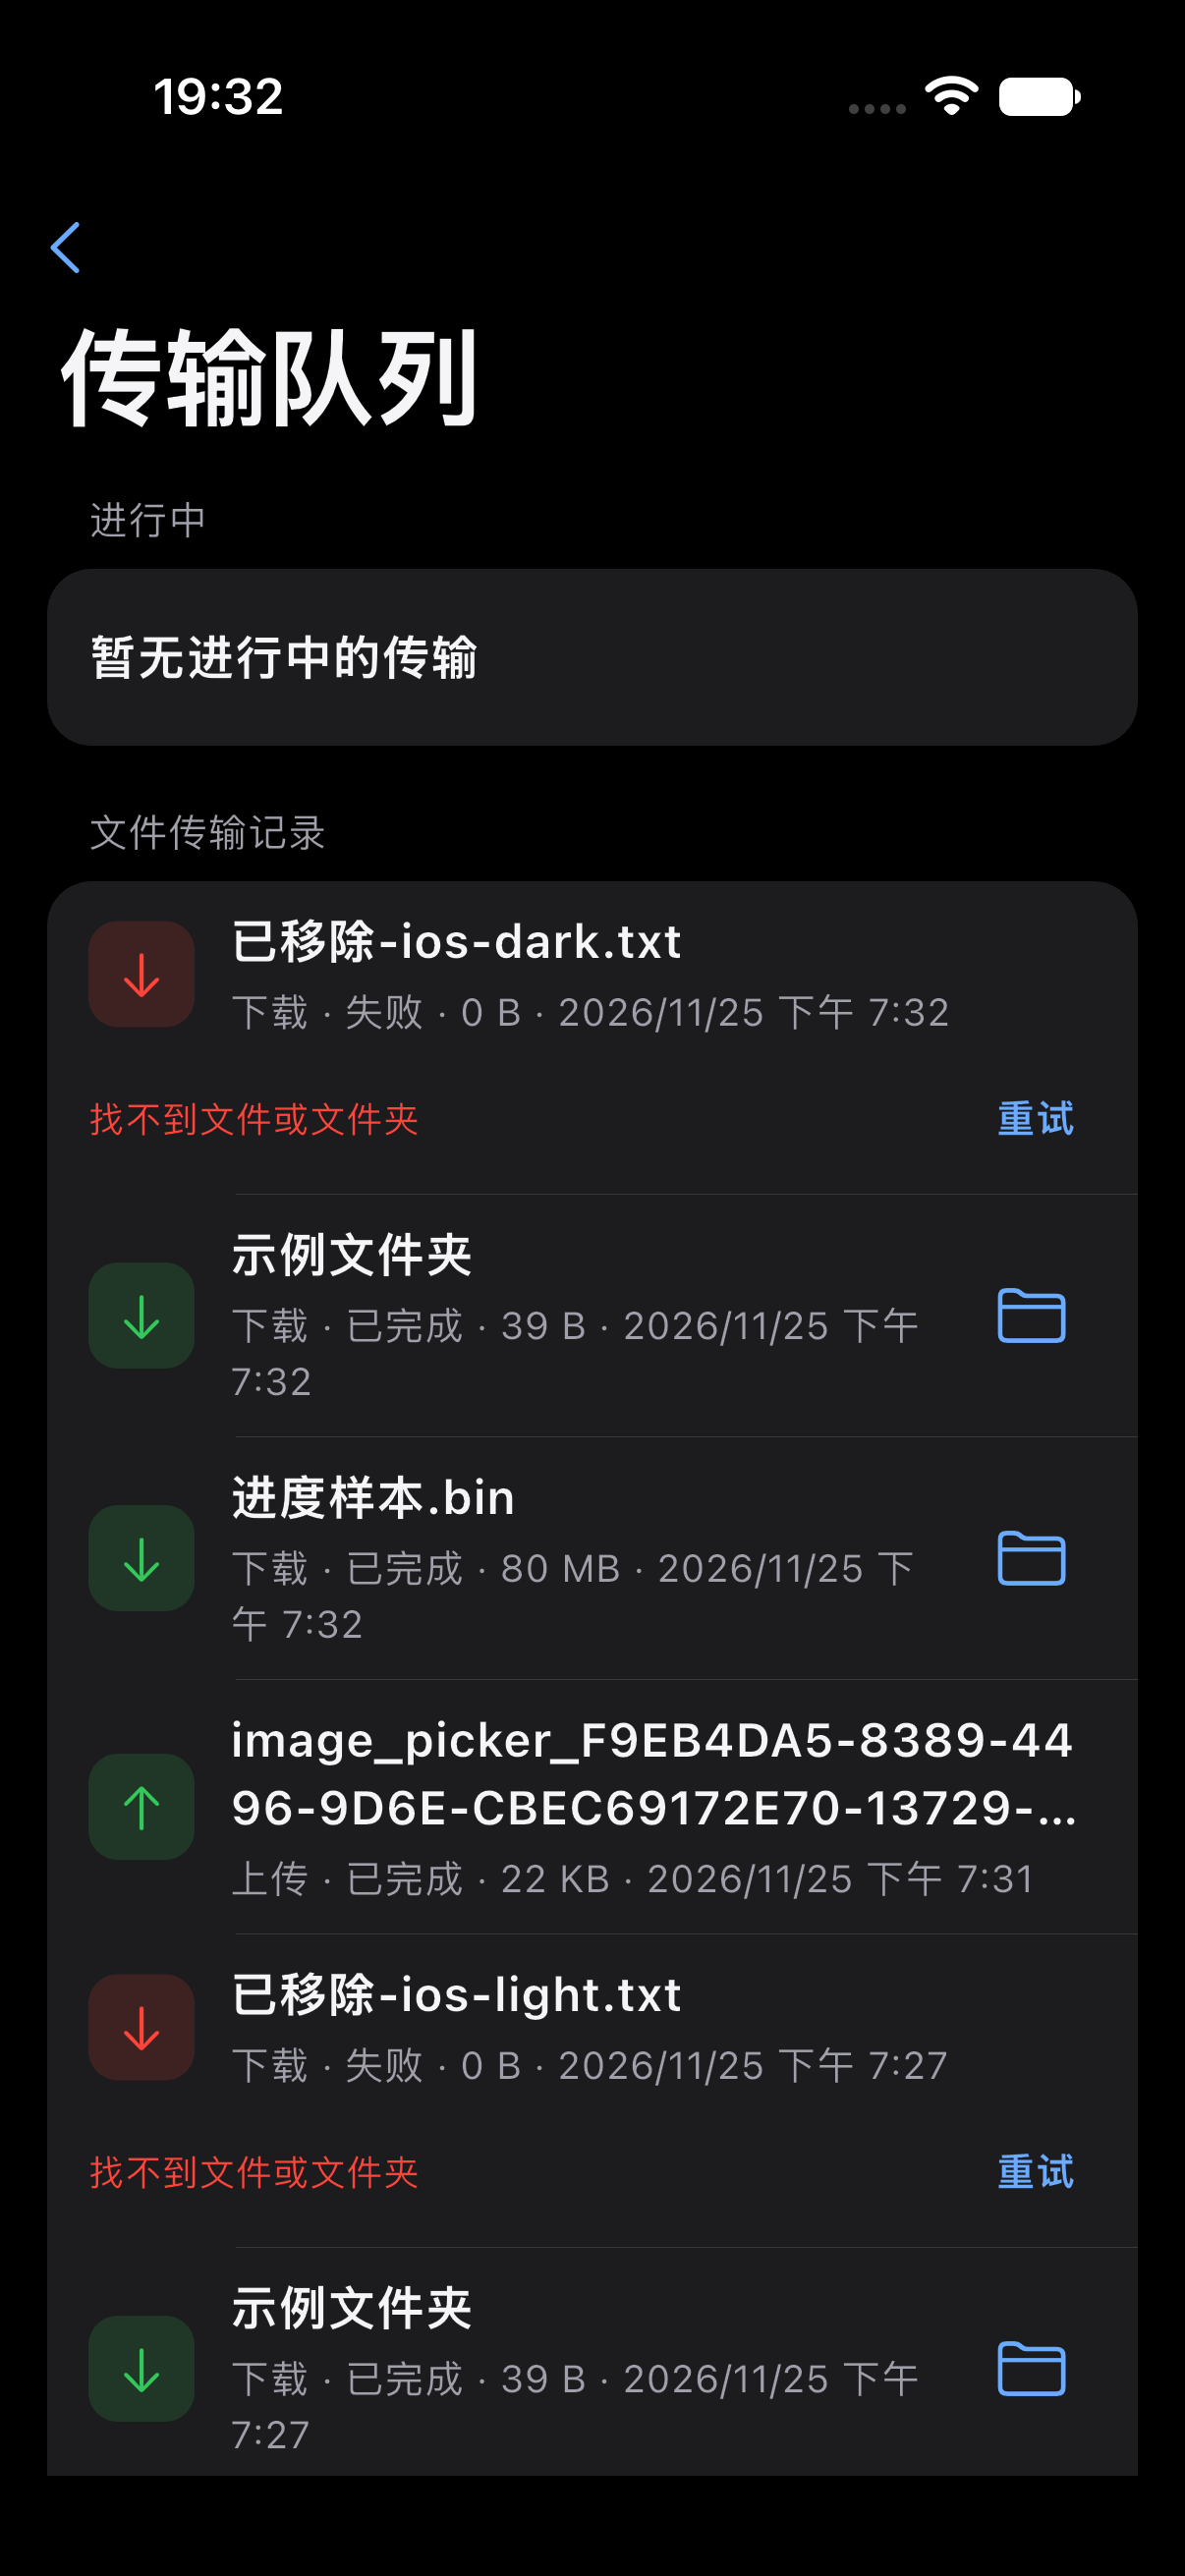 19:32
传输队列
进行中
暂无进行中的传输
文件传输记录
已移除-ios-dark.txt
下载 · 失败 · 0 B · 2026/11/25 下午 7:32
找不到文件或文件夹
重试
示例文件夹
下载 · 已完成 · 39 B · 2026/11/25 下午
7:32
进度样本.bin
下载 · 已完成 · 80 MB · 2026/11/25 下
午 7:32
image_picker_F9EB4DA5-8389-44
96-9D6E-CBEC69172E70-13729-...
上传 · 已完成 · 22 KB · 2026/11/25 下午 7:31
已移除-ios-light.txt
下载 · 失败 · 0 B · 2026/11/25 下午 7:27
找不到文件或文件夹
重试
示例文件夹
下载 · 已完成 · 39 B · 2026/11/25 下午
7:27